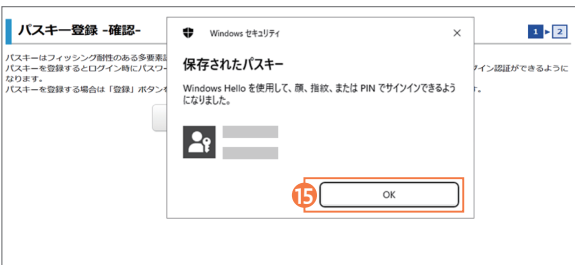 パスキー登録 -確認-
1 ▶ 2
パスキーはフィッシング耐性のある多要素認
パスキーを登録するとログイン時にパスワー
イン認証ができるように
なります。
パスキーを登録する場合は「登録」ボタンを
す。
Windows セキュリティ
保存されたパスキー
Windows Hello を使用して、顔、指紋、または PIN でサインインできるよう
になりました。
⑮
OK